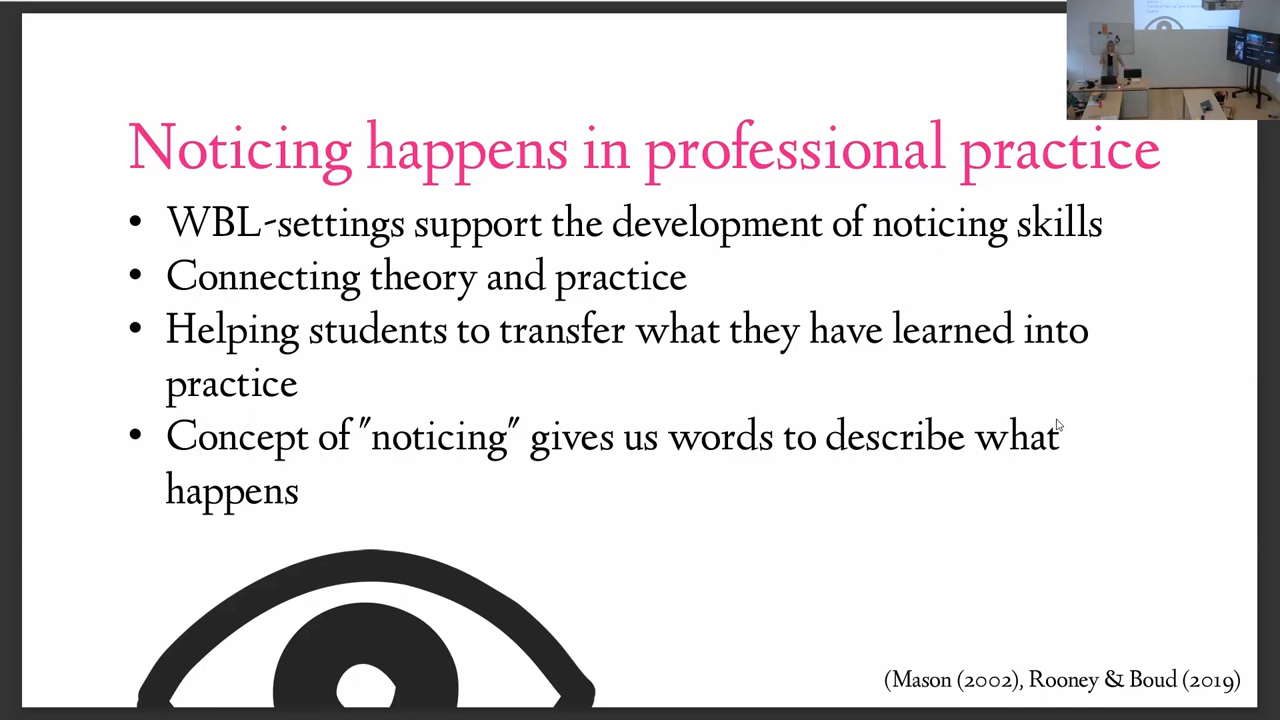 Noticing happens in professional practice
• WBL-settings support the development of noticing skills
• Connecting theory and practice
• Helping students to transfer what they have learned into
practice
• Concept of "noticing" gives us words to describe what
happens
(Mason (2002), Rooney & Boud (2019)